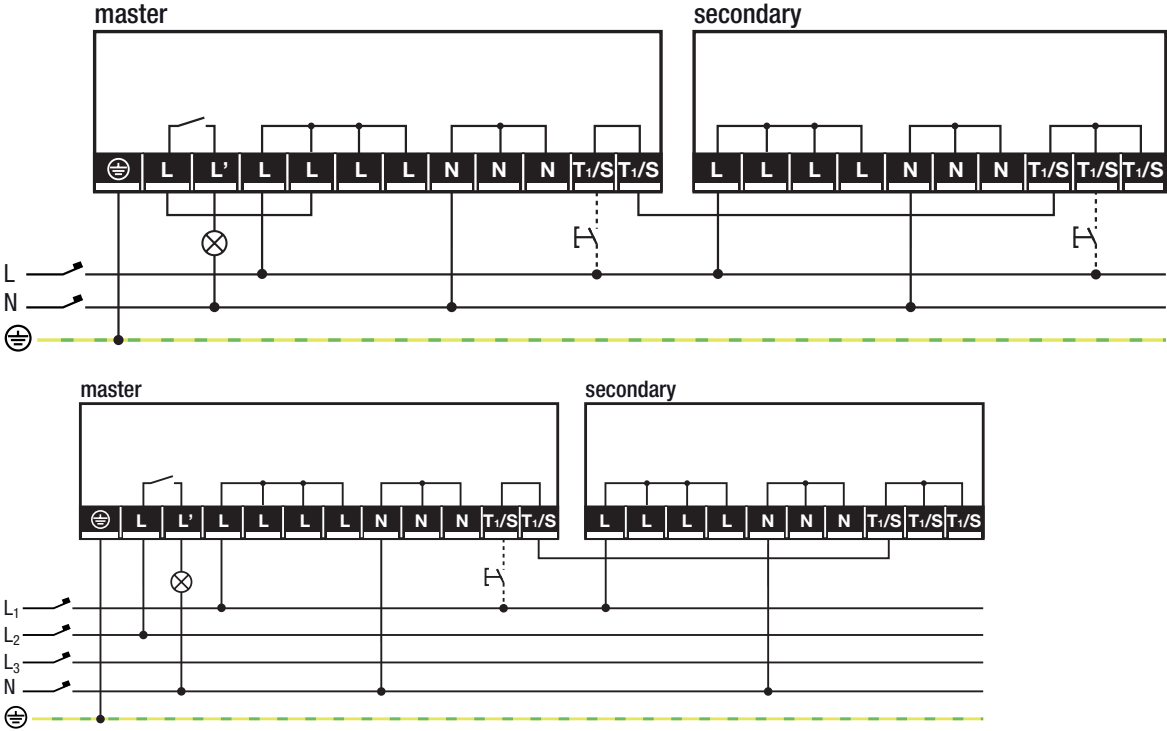 master secondary
L L’ L L L L N N N T₁/S T₁/S L L L L N N N T₁/S T₁/S T₁/S
L
N
master secondary
L L’ L L L L N N N T₁/S T₁/S L L L L N N N T₁/S T₁/S T₁/S
L₁
L₂
L₃
N